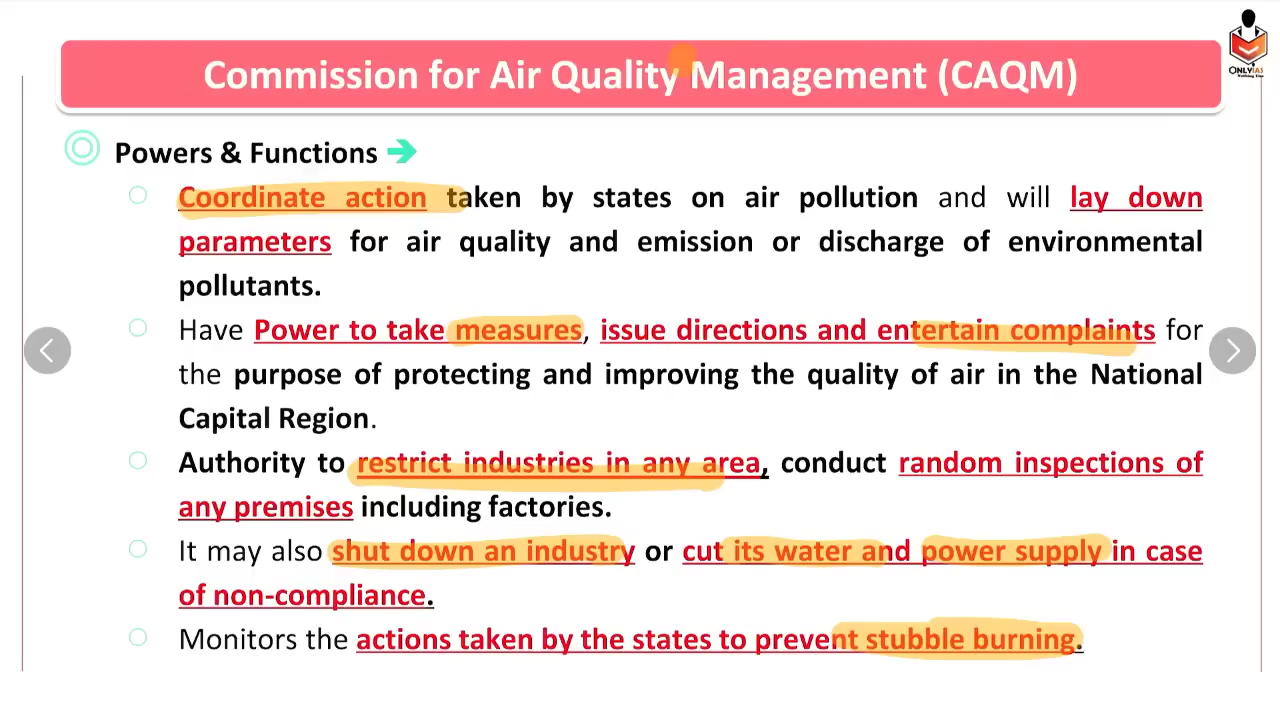 Commission for Air Quality Management (CAQM)
ONLYIAS
Powers & Functions
Coordinate action taken by states on air pollution and will lay down
parameters for air quality and emission or discharge of environmental
pollutants.
Have Power to take measures, issue directions and entertain complaints for
the purpose of protecting and improving the quality of air in the National
Capital Region.
Authority to restrict industries in any area, conduct random inspections of
any premises including factories.
It may also shut down an industry or cut its water and power supply in case
of non-compliance.
Monitors the actions taken by the states to prevent stubble burning.